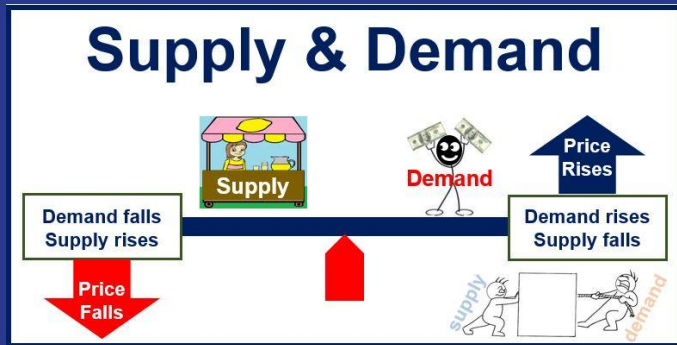 Supply & Demand
Supply
Demand
Price
Rises
Demand falls
Supply rises
Demand rises
Supply falls
Price
Falls
supply
demand